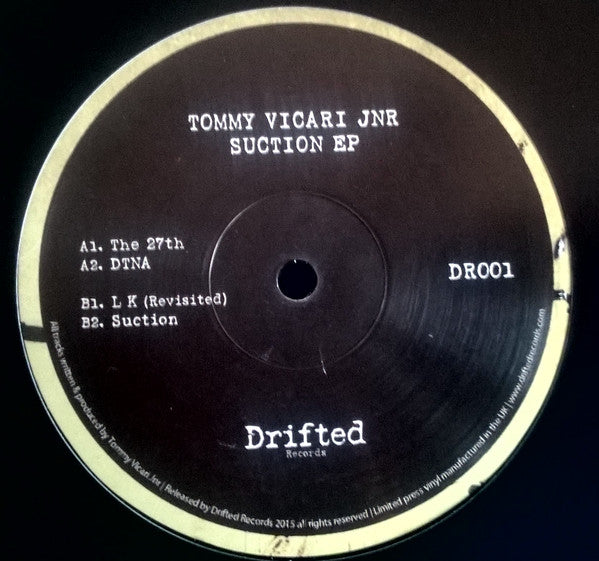 TOMMY VICARI JNR
SUCTION EP
A1. The 27th
A2. DTNA
B1. L K (Revisited)
B2. Suction
DR001
Drifted
Records
All tracks written & produced by Tommy Vicari Jnr | Released by Drifted Records 2015 all rights reserved | Limited press vinyl manufactured in the UK | www.driftedrecords.com